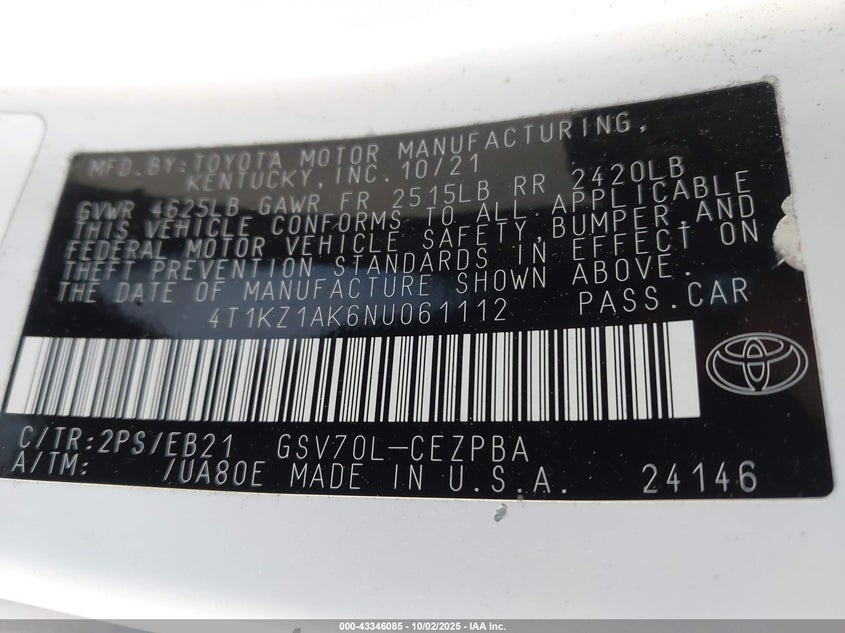 MFD.BY:TOYOTA MOTOR MANUFACTURING,
KENTUCKY, INC. 10/21
GVWR 4625LB GAWR FR 2515LB RR 2420LB
THIS VEHICLE CONFORMS TO ALL APPLICABLE
FEDERAL MOTOR VEHICLE SAFETY,BUMPER,AND
THEFT PREVENTION STANDARDS IN EFFECT ON
THE DATE OF MANUFACTURE SHOWN ABOVE.
4T1KZ1AK6NU061112 PASS.CAR
C/TR:2PS/EB21 GSV70L-CEZPBA
A/TM: /UA80E MADE IN U.S.A. 24146
000-43346085 - 10/02/2025 - IAA Inc.